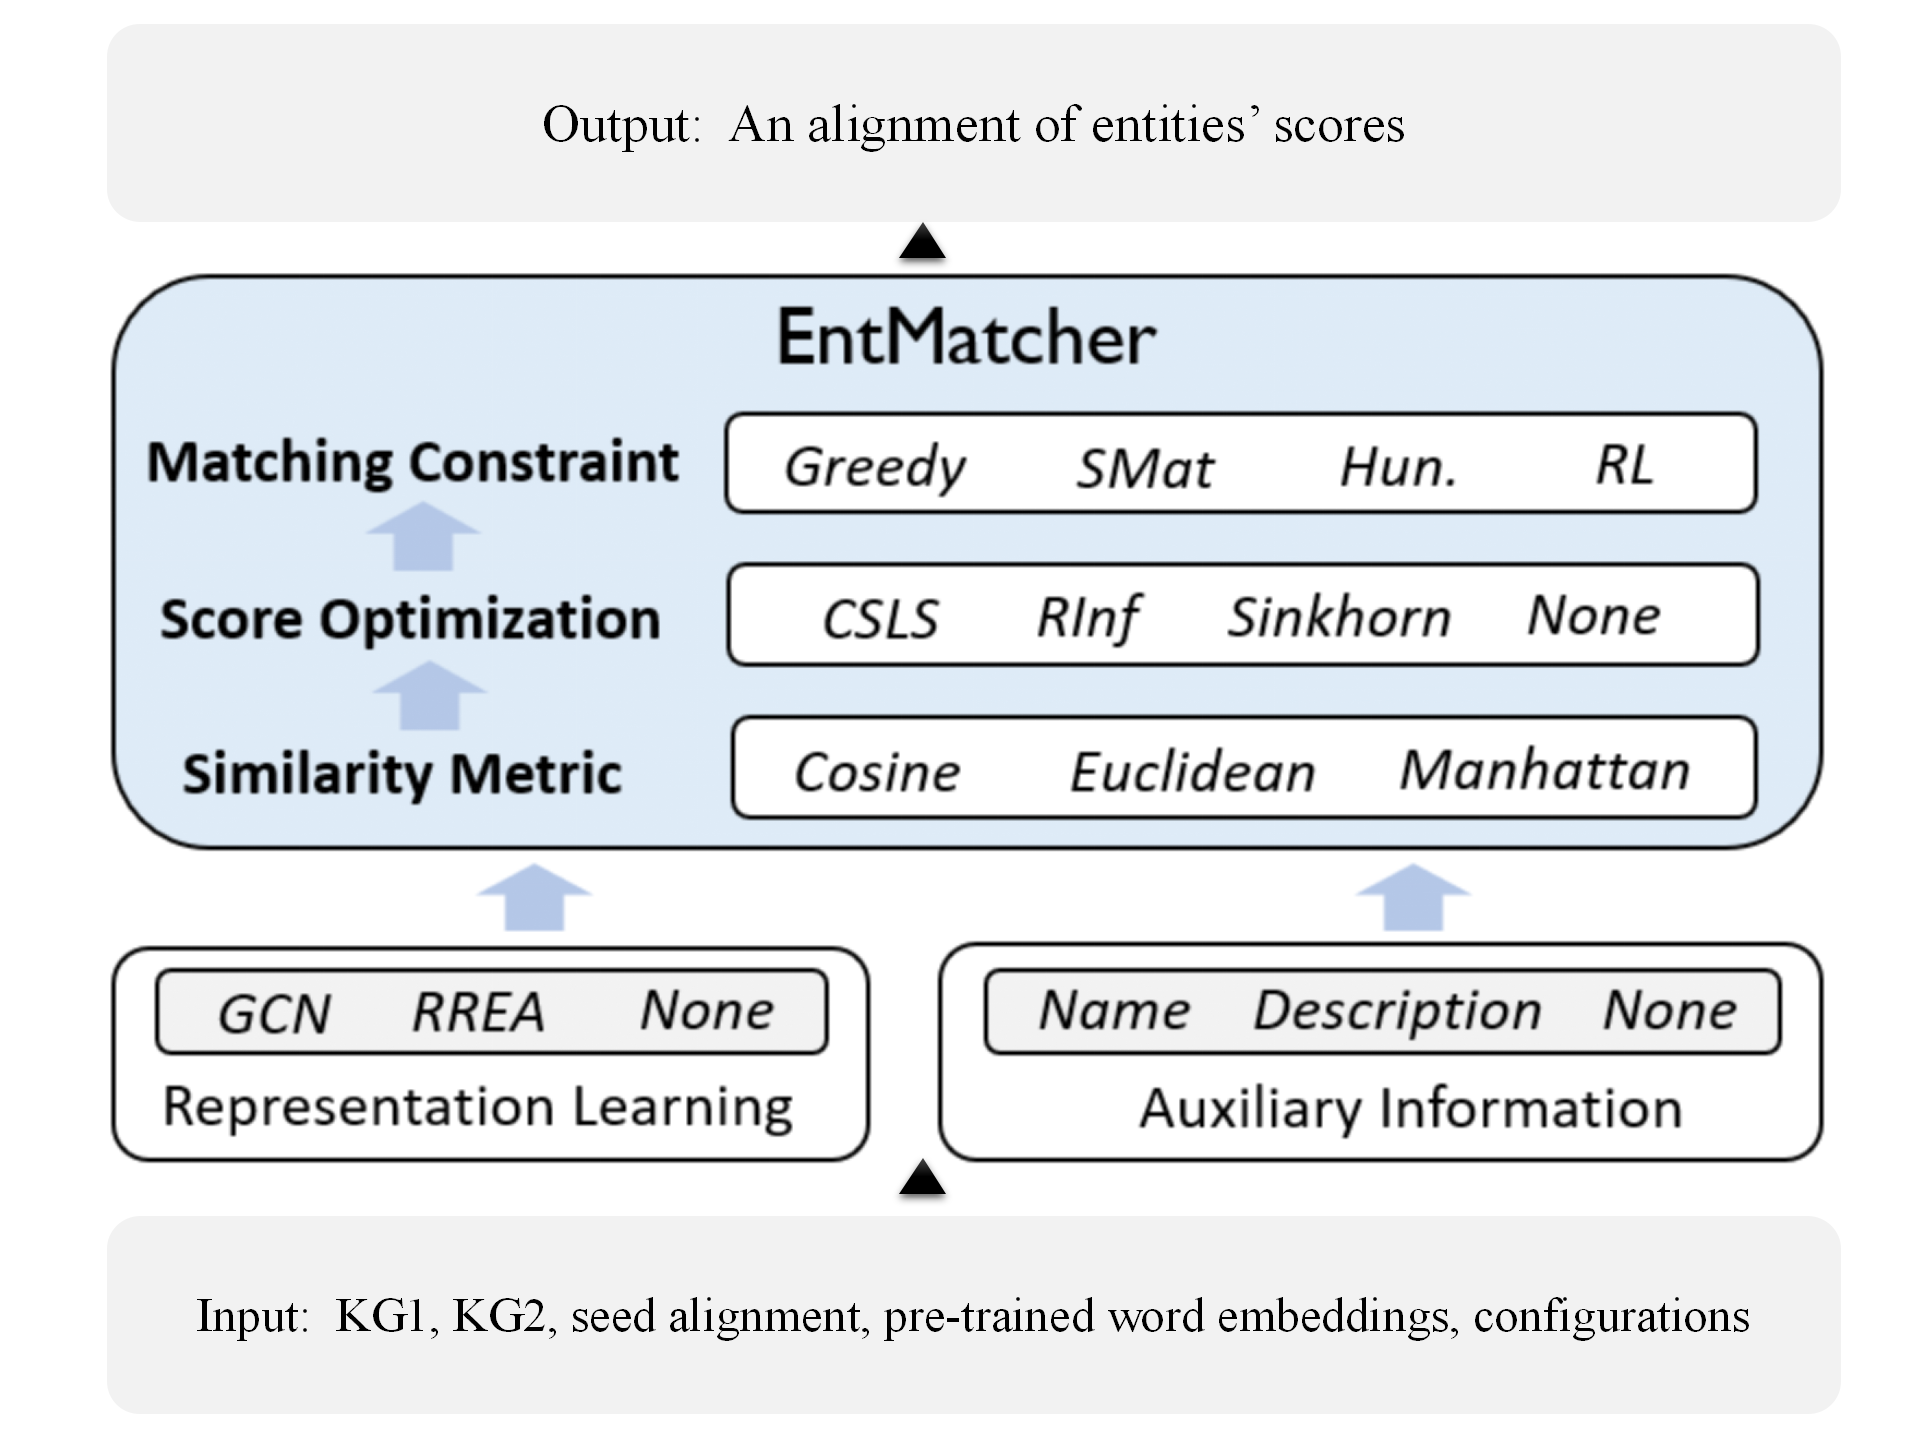 Output: An alignment of entities’ scores
EntMatcher
Matching Constraint
Greedy SMat Hun. RL
Score Optimization
CSLS RInf Sinkhorn None
Similarity Metric
Cosine Euclidean Manhattan
GCN RREA None
Representation Learning
Name Description None
Auxiliary Information
Input: KG1, KG2, seed alignment, pre-trained word embeddings, configurations